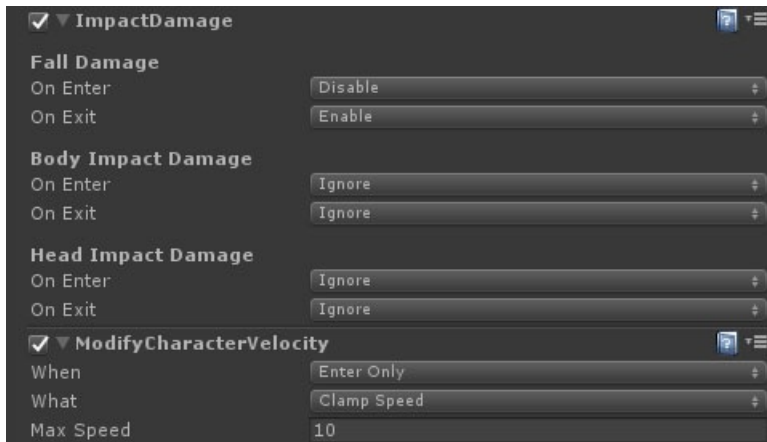 ImpactDamage
Fall Damage
On Enter Disable
On Exit Enable
Body Impact Damage
On Enter Ignore
On Exit Ignore
Head Impact Damage
On Enter Ignore
On Exit Ignore
ModifyCharacterVelocity
When Enter Only
What Clamp Speed
Max Speed 10